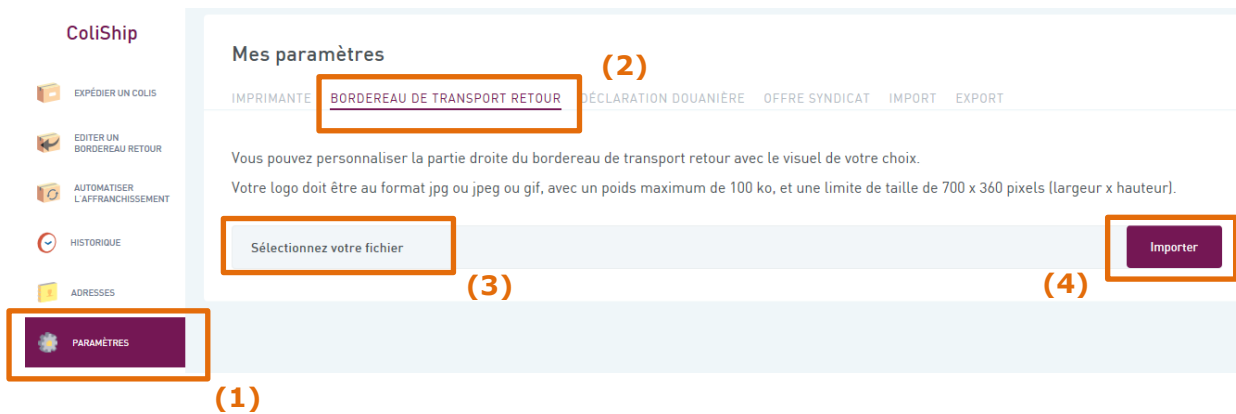 ColiShip
EXPÉDIER UN COLIS
EDITER UN
BORDEREAU RETOUR
AUTOMATISER
L'AFFRANCHISSEMENT
HISTORIQUE
ADRESSES
PARAMÈTRES
(1)
Mes paramètres
(2)
IMPRIMANTE BORDEREAU DE TRANSPORT RETOUR DÉCLARATION DOUANIÈRE OFFRE SYNDICAT IMPORT EXPORT
Vous pouvez personnaliser la partie droite du bordereau de transport retour avec le visuel de votre choix.
Votre logo doit être au format jpg ou jpeg ou gif, avec un poids maximum de 100 ko, et une limite de taille de 700 x 360 pixels (largeur x hauteur).
Sélectionnez votre fichier
Importer
(3)
(4)